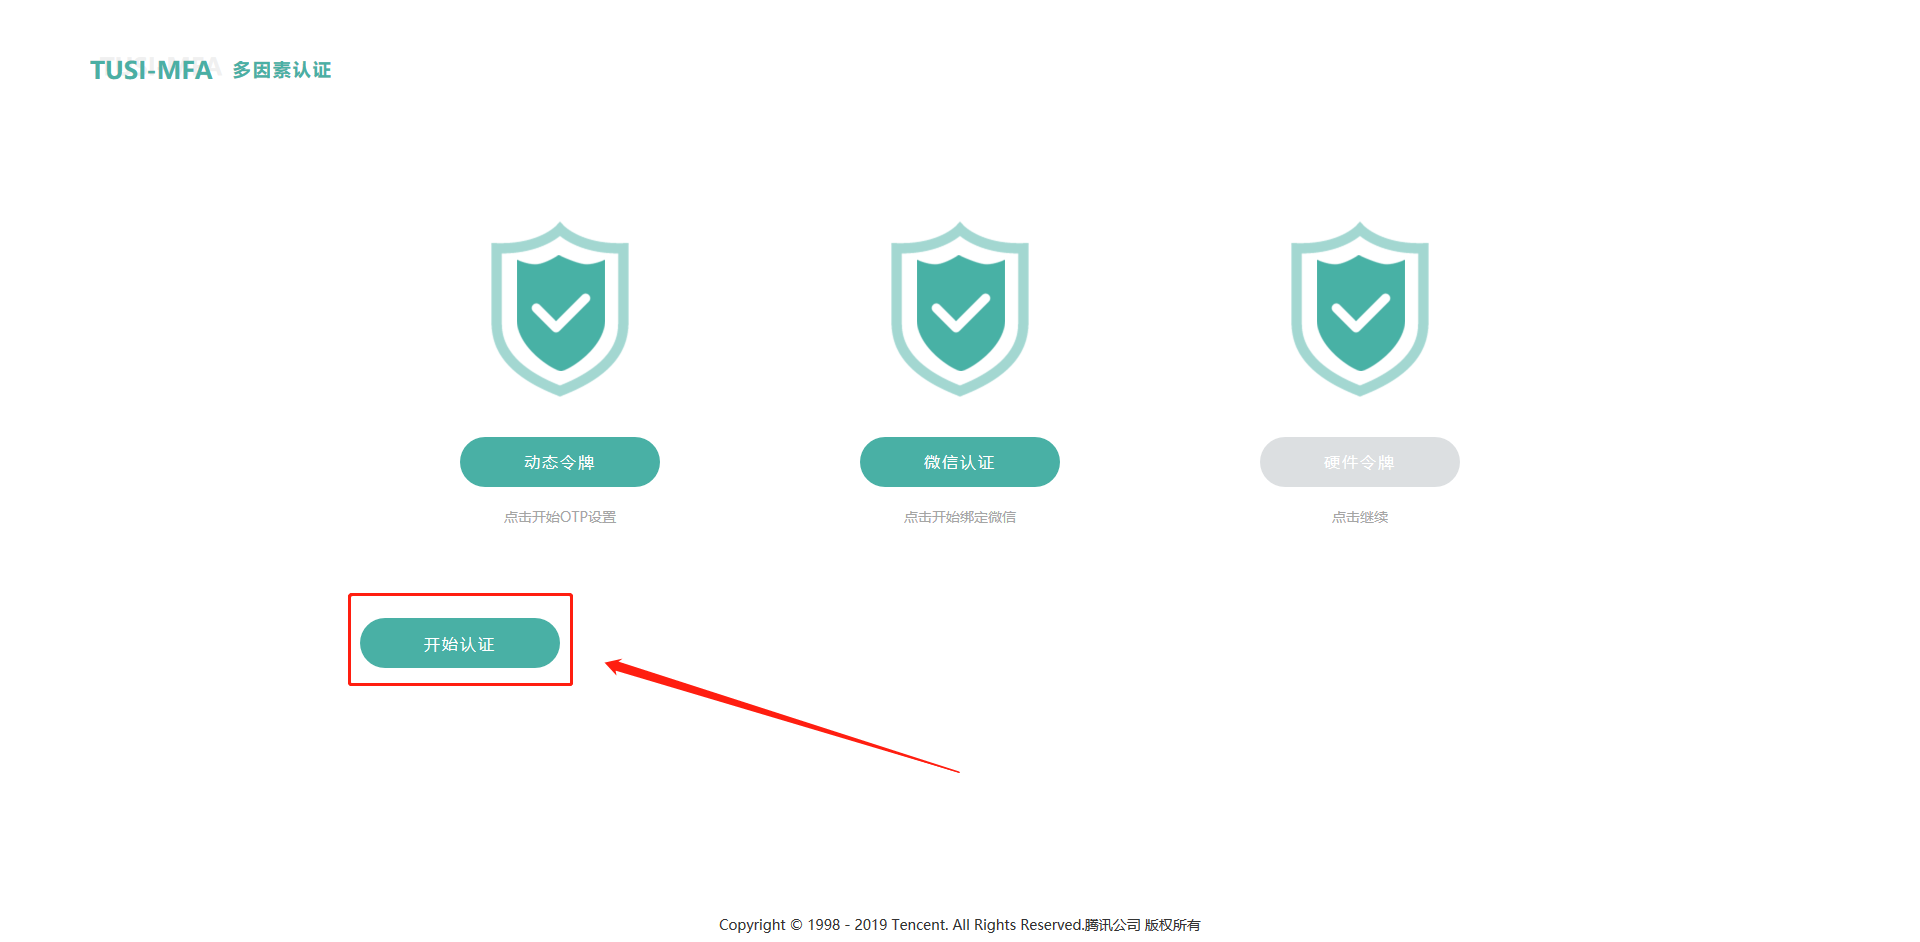 TUSI-MFA 多因素认证
动态令牌 微信认证 硬件令牌
点击开始OTP设置 点击开始绑定微信 点击继续
开始认证
Copyright © 1998 - 2019 Tencent. All Rights Reserved.腾讯公司 版权所有